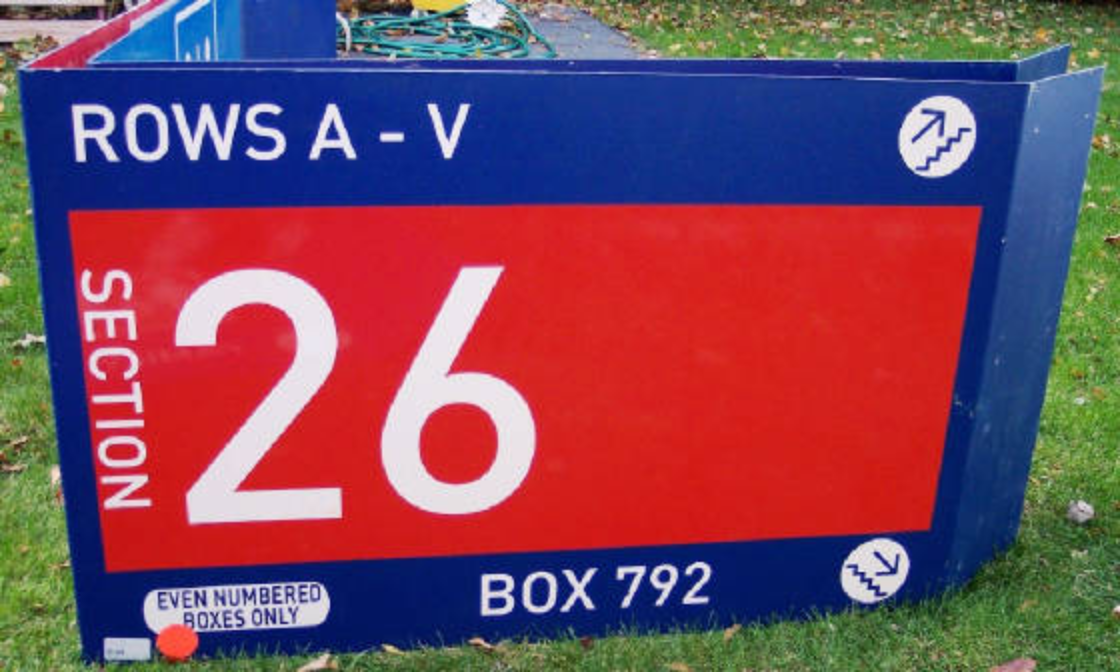 ROWS A - V
SECTION
26
EVEN NUMBERED
BOXES ONLY
BOX 792